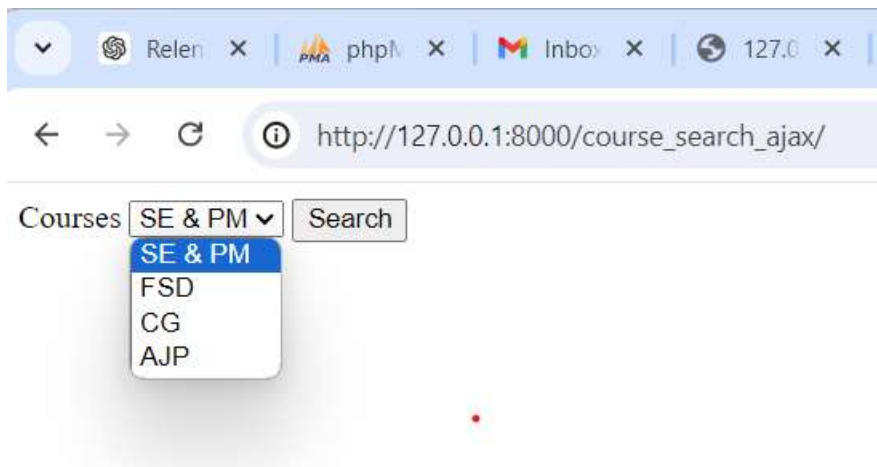 Relen phpM Inbox 127.0
PMA
http://127.0.0.1:8000/course_search_ajax/
Courses SE & PM Search
SE & PM
FSD
CG
AJP